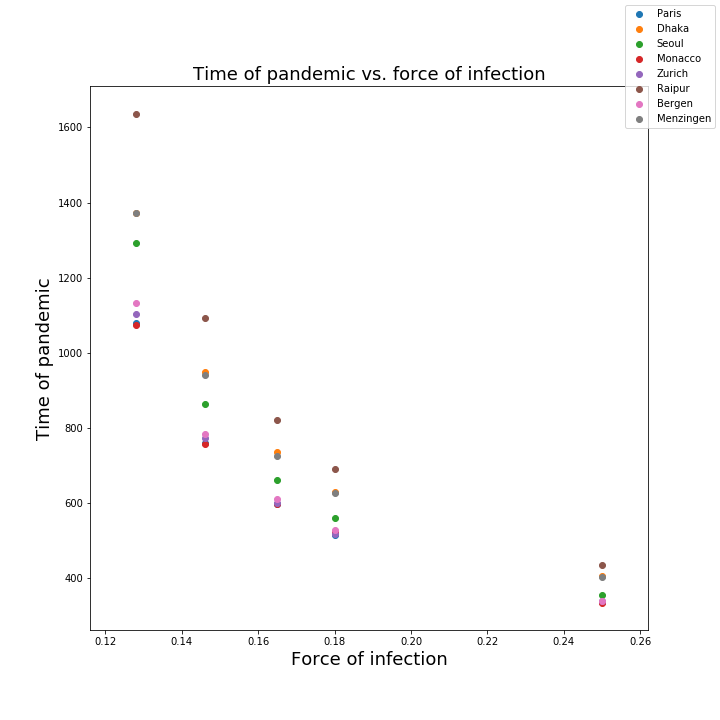 Paris
Dhaka
Seoul
Monacco
Zurich
Raipur
Bergen
Menzingen
Time of pandemic vs. force of infection
1600
1400
1200
1000
800
600
400
Time of pandemic
0.12 0.14 0.16 0.18 0.20 0.22 0.24 0.26
Force of infection